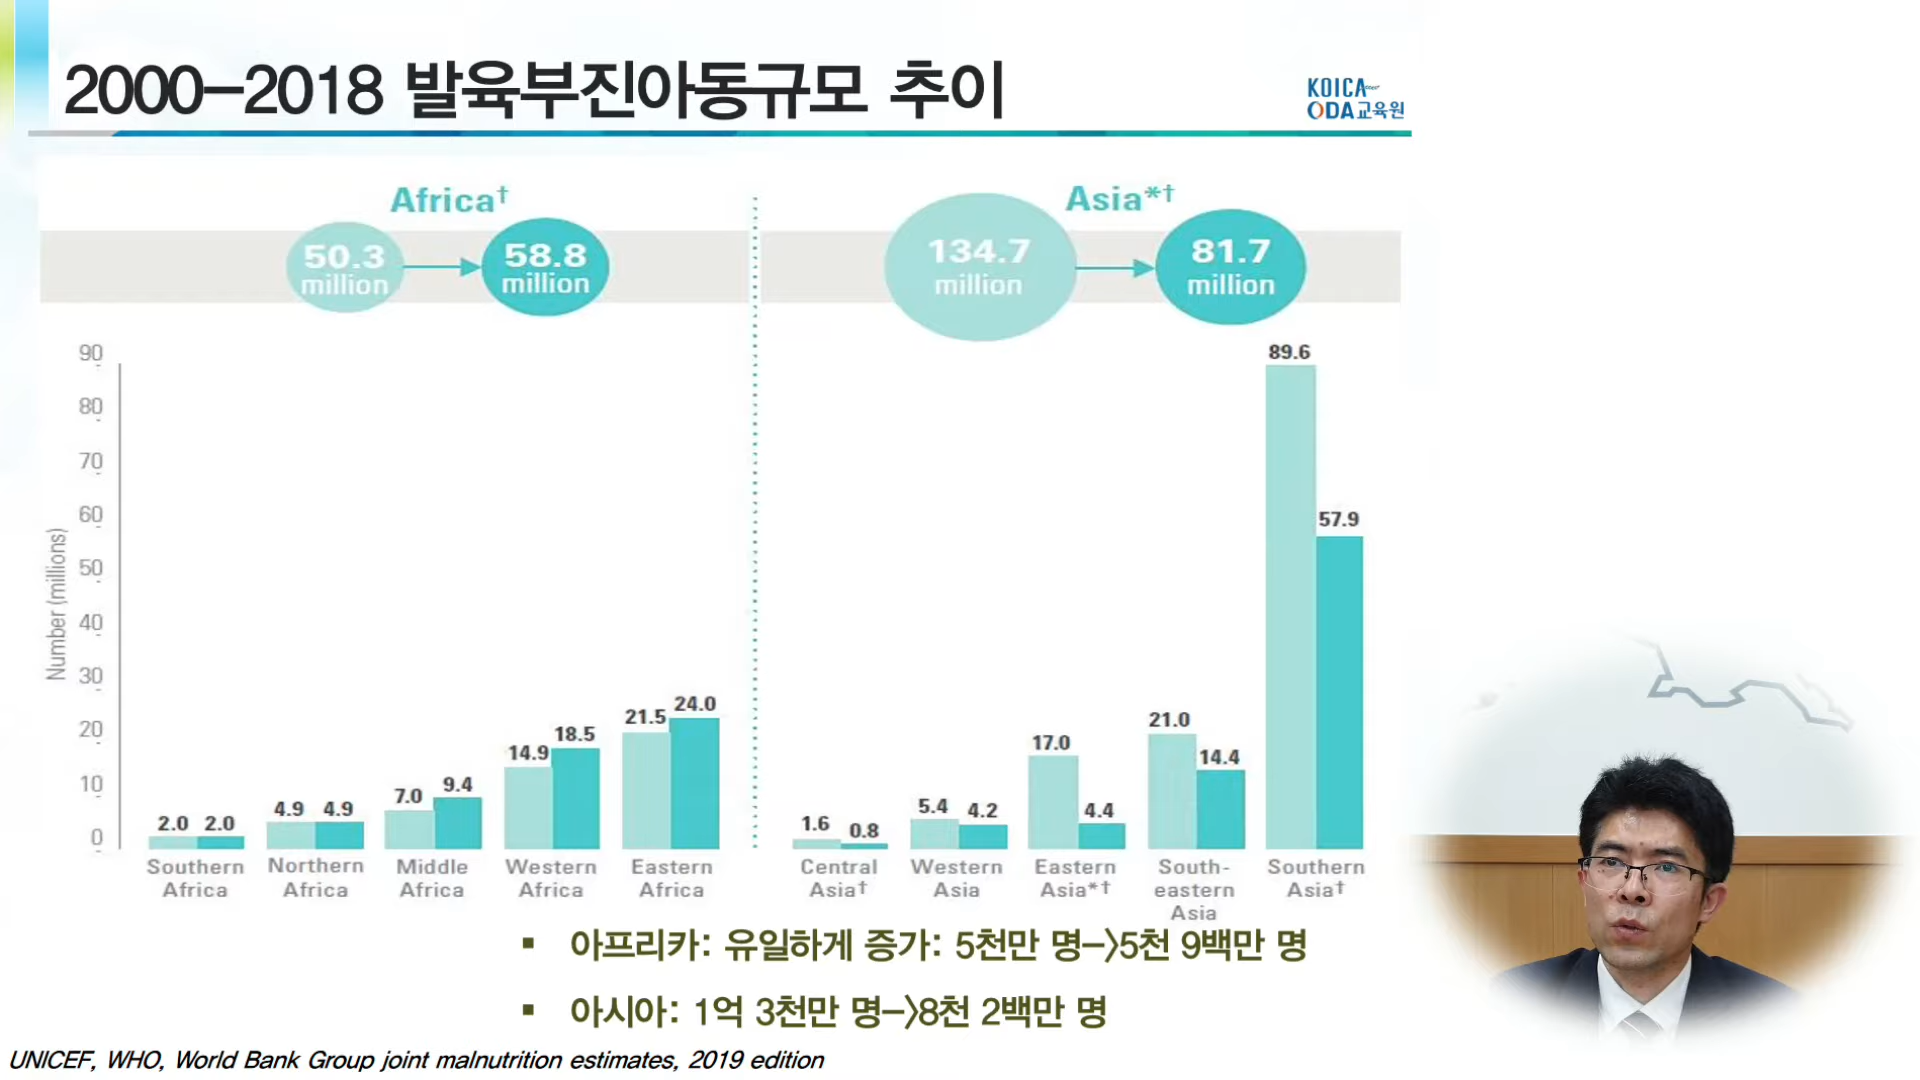 2000-2018 발육부진아동규모 추이
KOICA
ODA교육원
Africa†
50.3
million
58.8
million
Asia*†
134.7
million
81.7
million
Number (millions)
90
80
70
60
50
40
30
20
10
0
2.0 2.0
4.9 4.9
7.0 9.4
14.9 18.5
21.5 24.0
1.6 0.8
5.4 4.2
17.0 4.4
21.0 14.4
89.6 57.9
Southern
Africa
Northern
Africa
Middle
Africa
Western
Africa
Eastern
Africa
Central
Asia†
Western
Asia
Eastern
Asia*†
South-
eastern
Asia
Southern
Asia†
▪ 아프리카: 유일하게 증가: 5천만 명->5천 9백만 명
▪ 아시아: 1억 3천만 명->8천 2백만 명
UNICEF, WHO, World Bank Group joint malnutrition estimates, 2019 edition